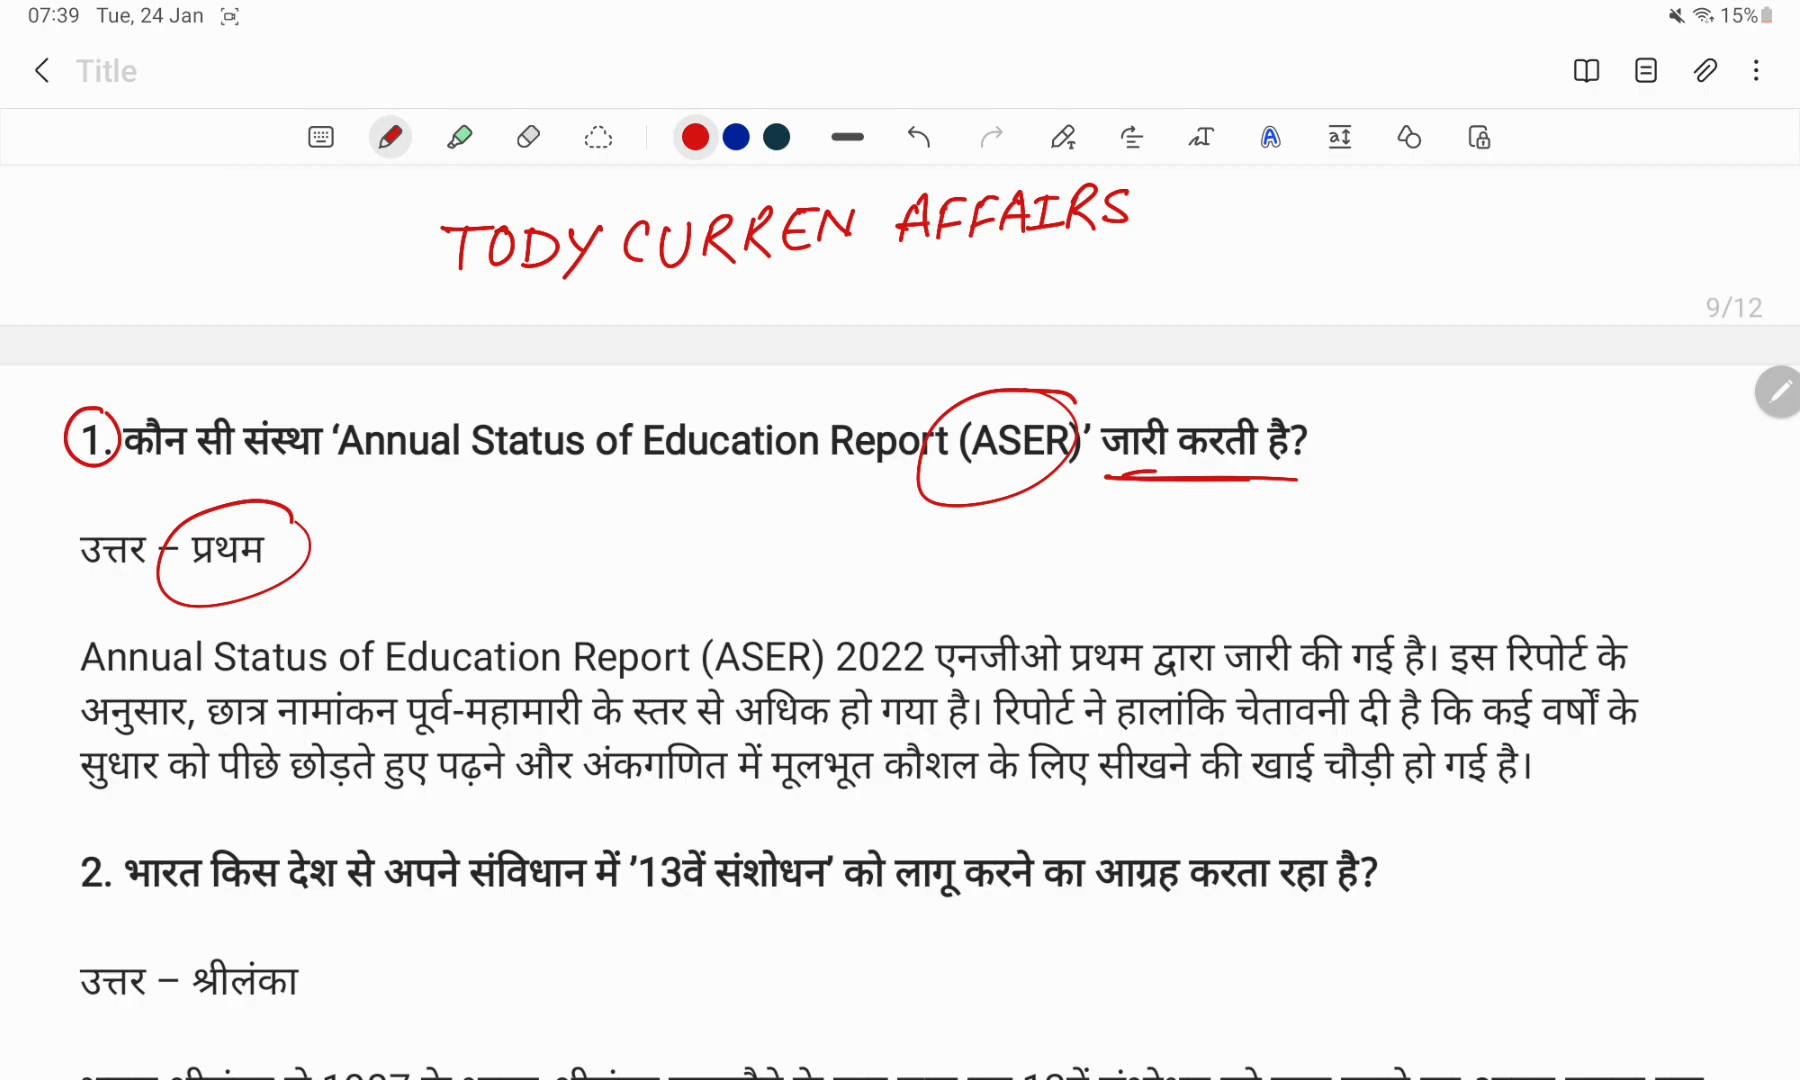 07:39 Tue, 24 Jan
15%
Title
TODY CURREN AFFAIRS
9/12
1. कौन सी संस्था ‘Annual Status of Education Report (ASER)’ जारी करती है?
उत्तर – प्रथम
Annual Status of Education Report (ASER) 2022 एनजीओ प्रथम द्वारा जारी की गई है। इस रिपोर्ट के
अनुसार, छात्र नामांकन पूर्व-महामारी के स्तर से अधिक हो गया है। रिपोर्ट ने हालांकि चेतावनी दी है कि कई वर्षों के
सुधार को पीछे छोड़ते हुए पढ़ने और अंकगणित में मूलभूत कौशल के लिए सीखने की खाई चौड़ी हो गई है।
2. भारत किस देश से अपने संविधान में ’13वें संशोधन’ को लागू करने का आग्रह करता रहा है?
उत्तर – श्रीलंका